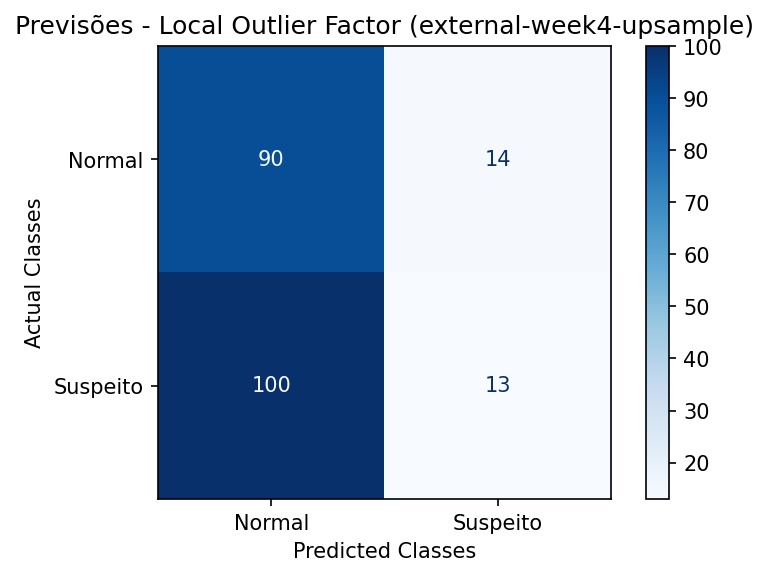 Previsões - Local Outlier Factor (external-week4-upsample)
Actual Classes
Normal
Suspeito
90
14
100
13
Normal
Suspeito
Predicted Classes
100
90
80
70
60
50
40
30
20